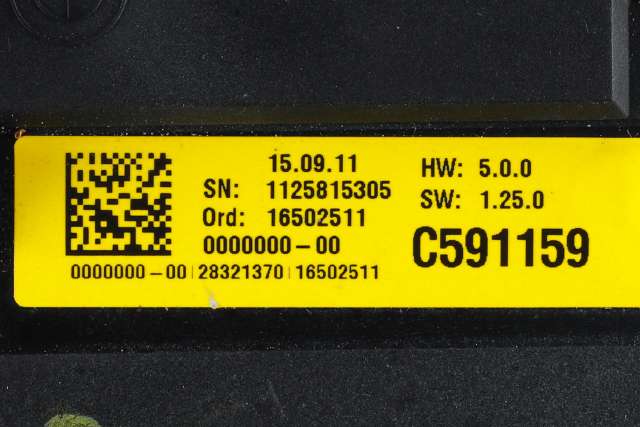 15.09.11
SN: 1125815305
Ord: 16502511
0000000-00
HW: 5.0.0
SW: 1.25.0
C591159
0000000-00|28321370|16502511